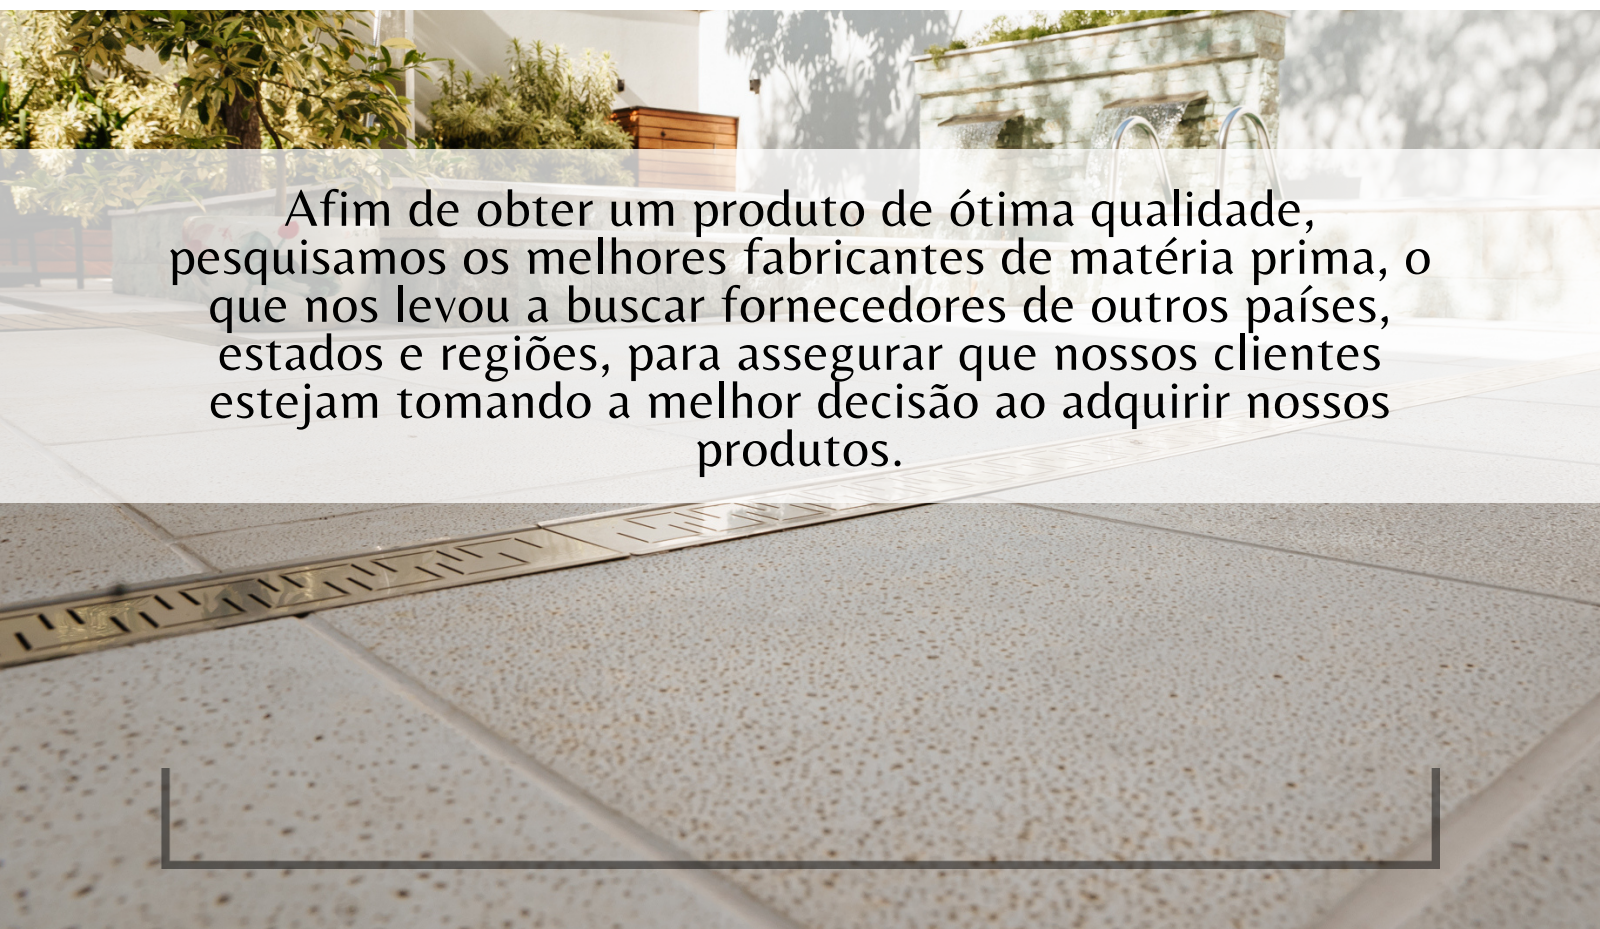 Afim de obter um produto de ótima qualidade,
pesquisamos os melhores fabricantes de matéria prima, o
que nos levou a buscar fornecedores de outros países,
estados e regiões, para assegurar que nossos clientes
estejam tomando a melhor decisão ao adquirir nossos
produtos.